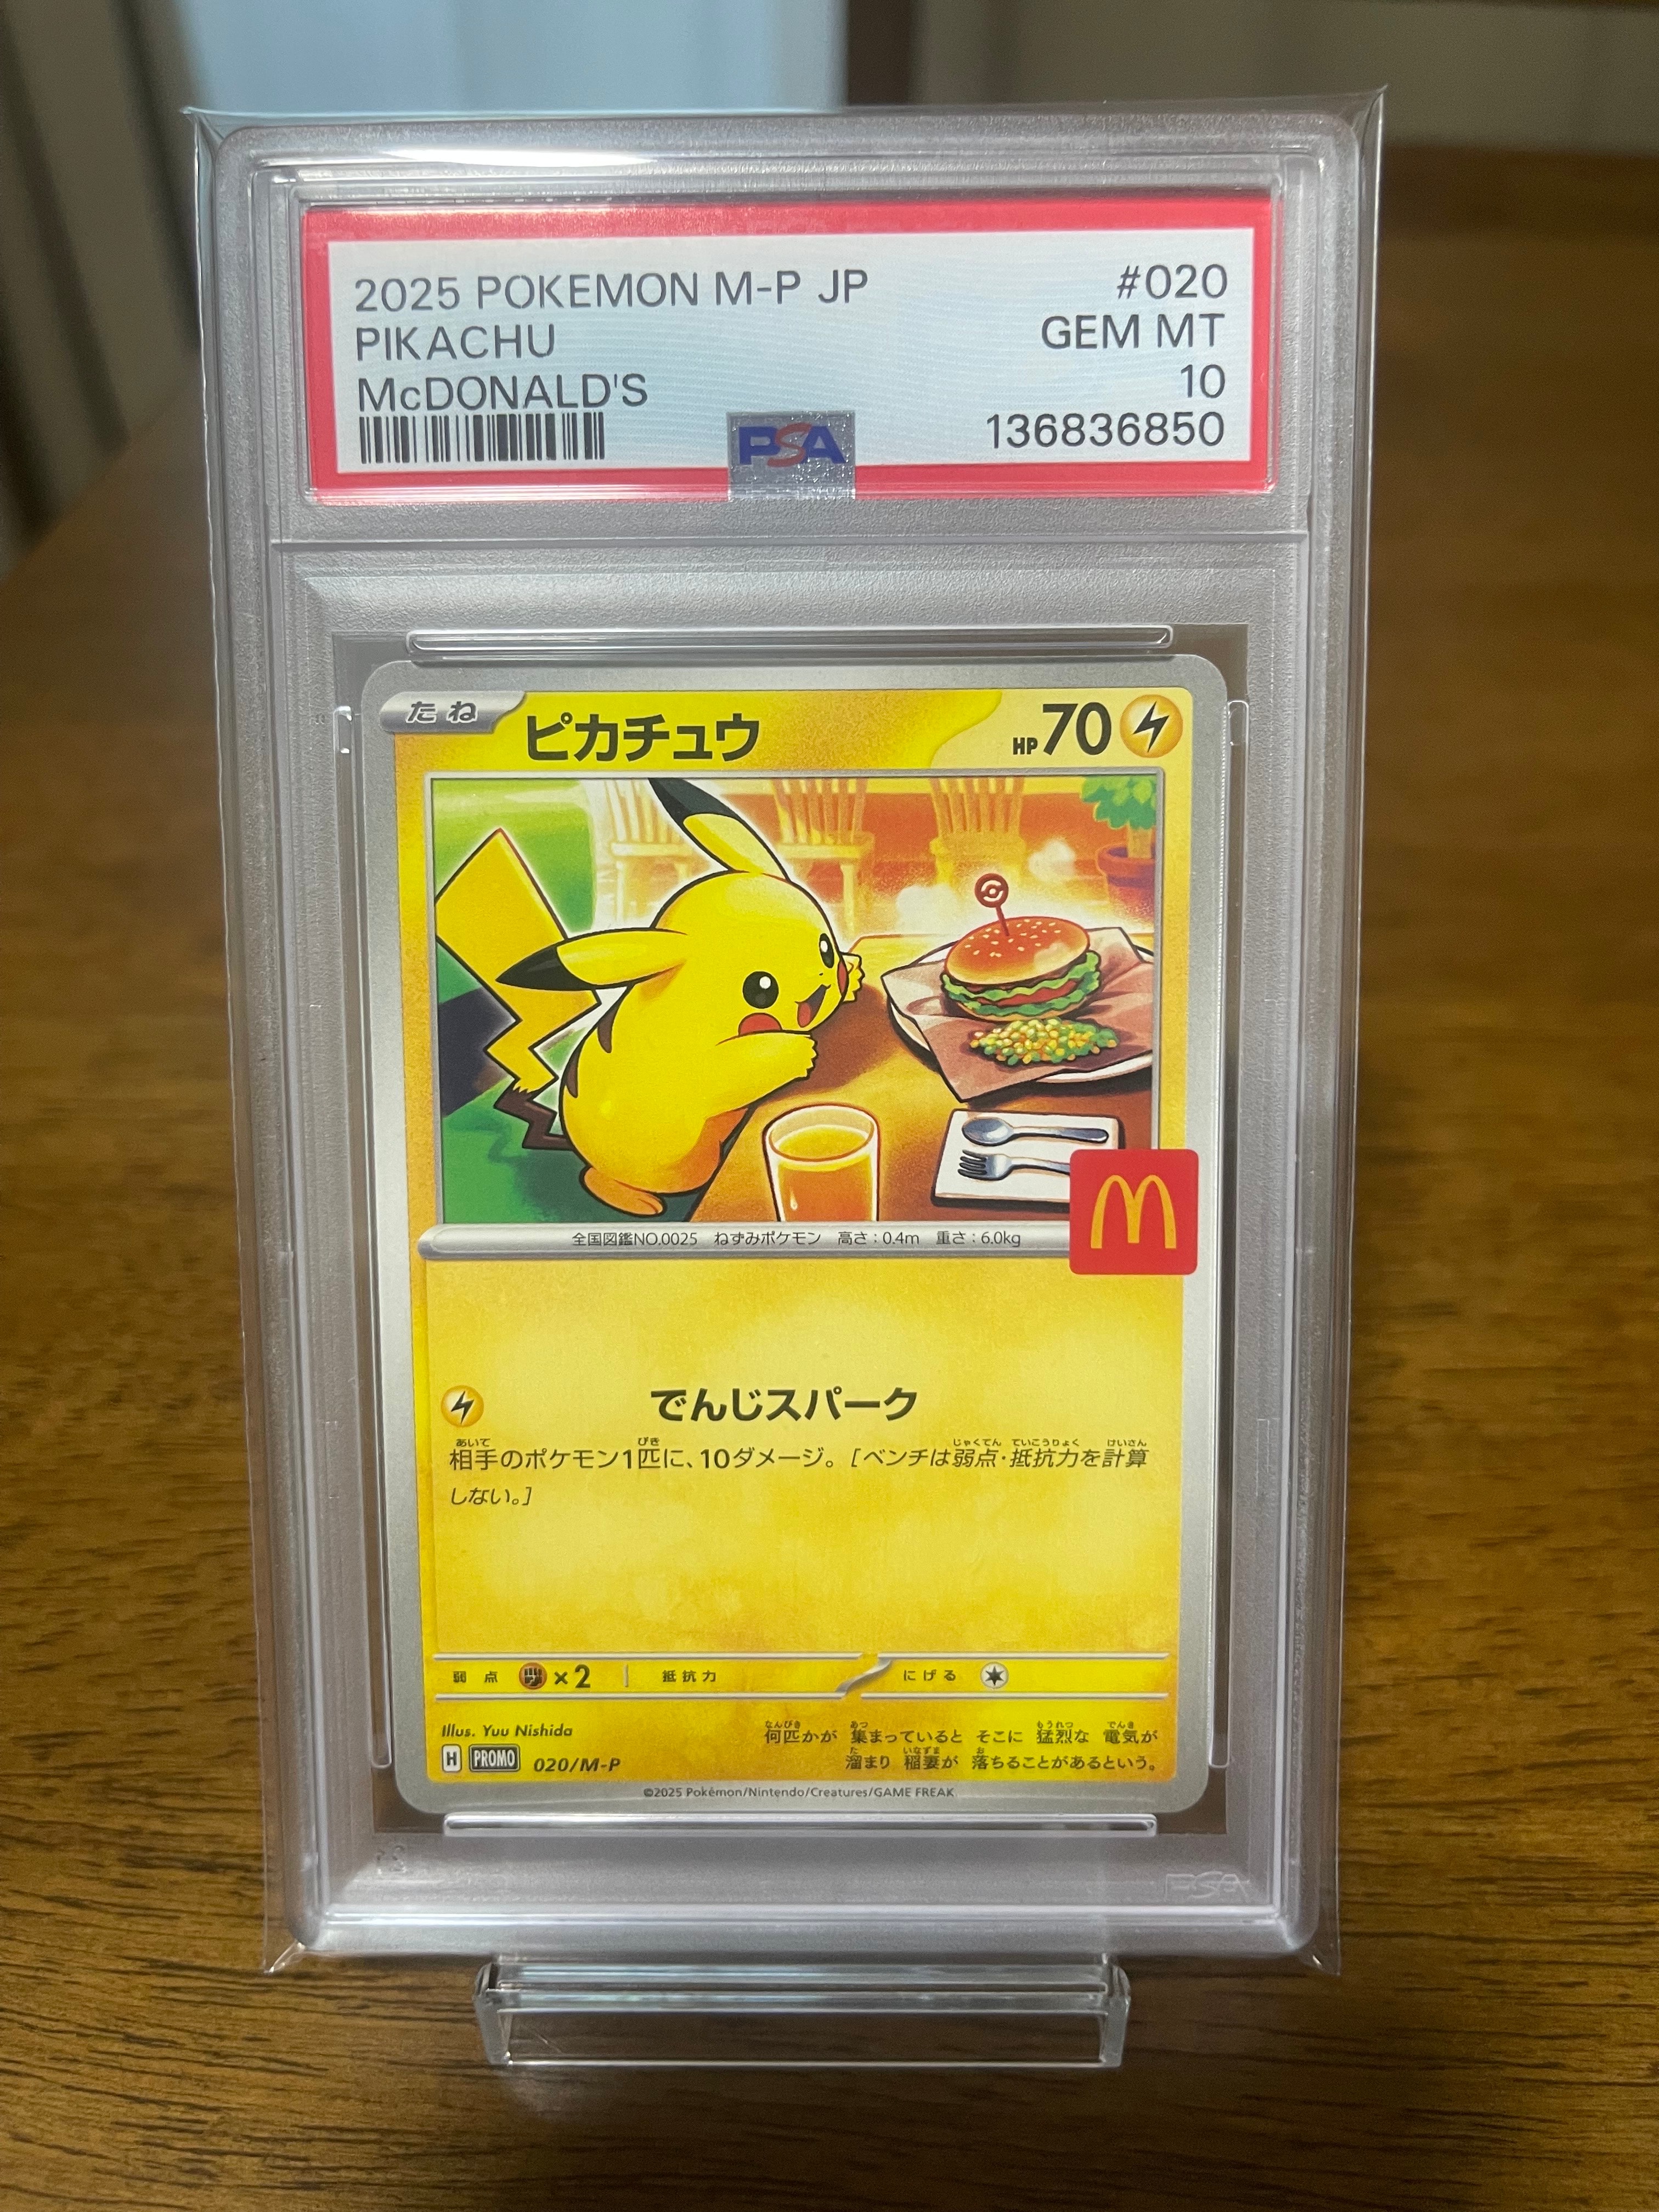 2025 POKEMON M-P JP #020
PIKACHU GEM MT
McDONALD'S 10
136836850
PSA
たね ピカチュウ HP70
全国図鑑NO.0025 ねずみポケモン 高さ:0.4m 重さ:6.0kg
でんじスパーク
相手のポケモン1匹に、10ダメージ。[ベンチは弱点・抵抗力を計算
しない。]
弱点 ×2 抵抗力 にげる
Illus. Yuu Nishida
何匹かが 集まっていると そこに 猛烈な 電気が
溜まり 稲妻が 落ちることがあるという。
H PROMO 020/M-P
©2025 Pokémon/Nintendo/Creatures/GAME FREAK
PSA